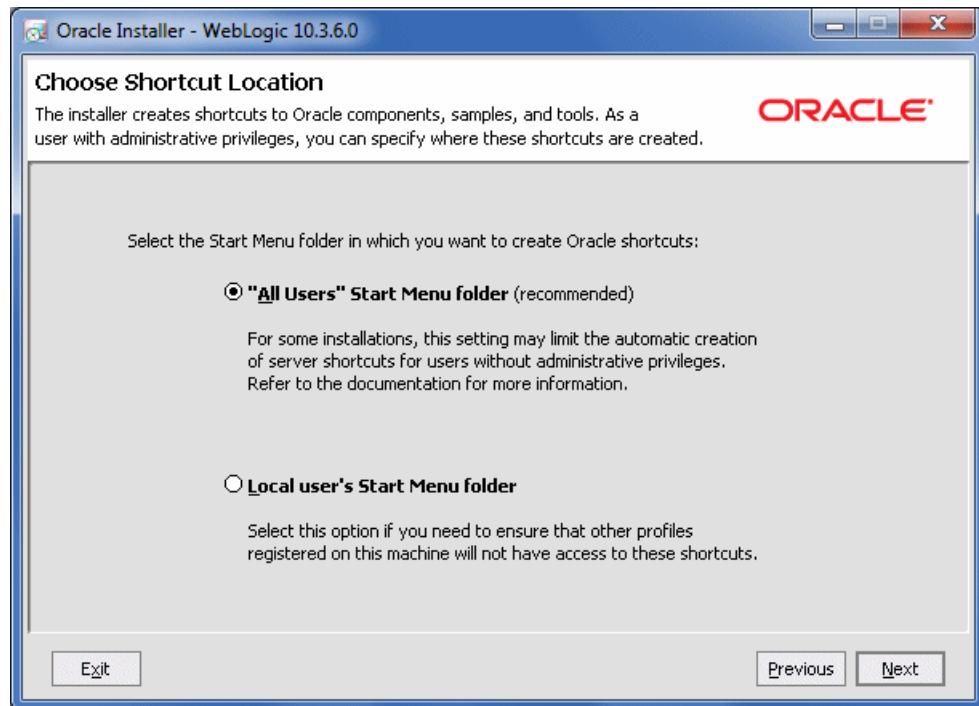 Oracle Installer - WebLogic 10.3.6.0
Choose Shortcut Location
The installer creates shortcuts to Oracle components, samples, and tools. As a
user with administrative privileges, you can specify where these shortcuts are created.
ORACLE
Select the Start Menu folder in which you want to create Oracle shortcuts:
"All Users" Start Menu folder (recommended)
For some installations, this setting may limit the automatic creation
of server shortcuts for users without administrative privileges.
Refer to the documentation for more information.
Local user's Start Menu folder
Select this option if you need to ensure that other profiles
registered on this machine will not have access to these shortcuts.
Exit
Previous
Next